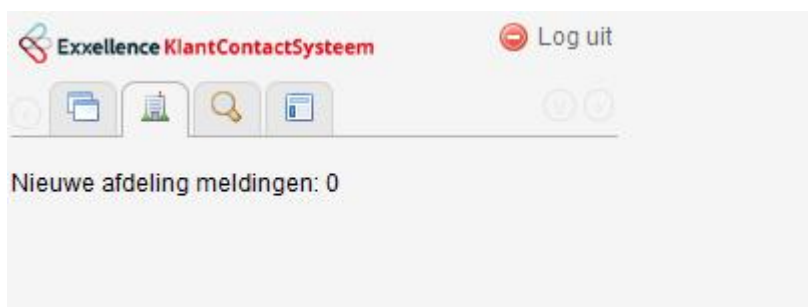 Exxellence KlantContactSysteem
Log uit
Nieuwe afdeling meldingen: 0